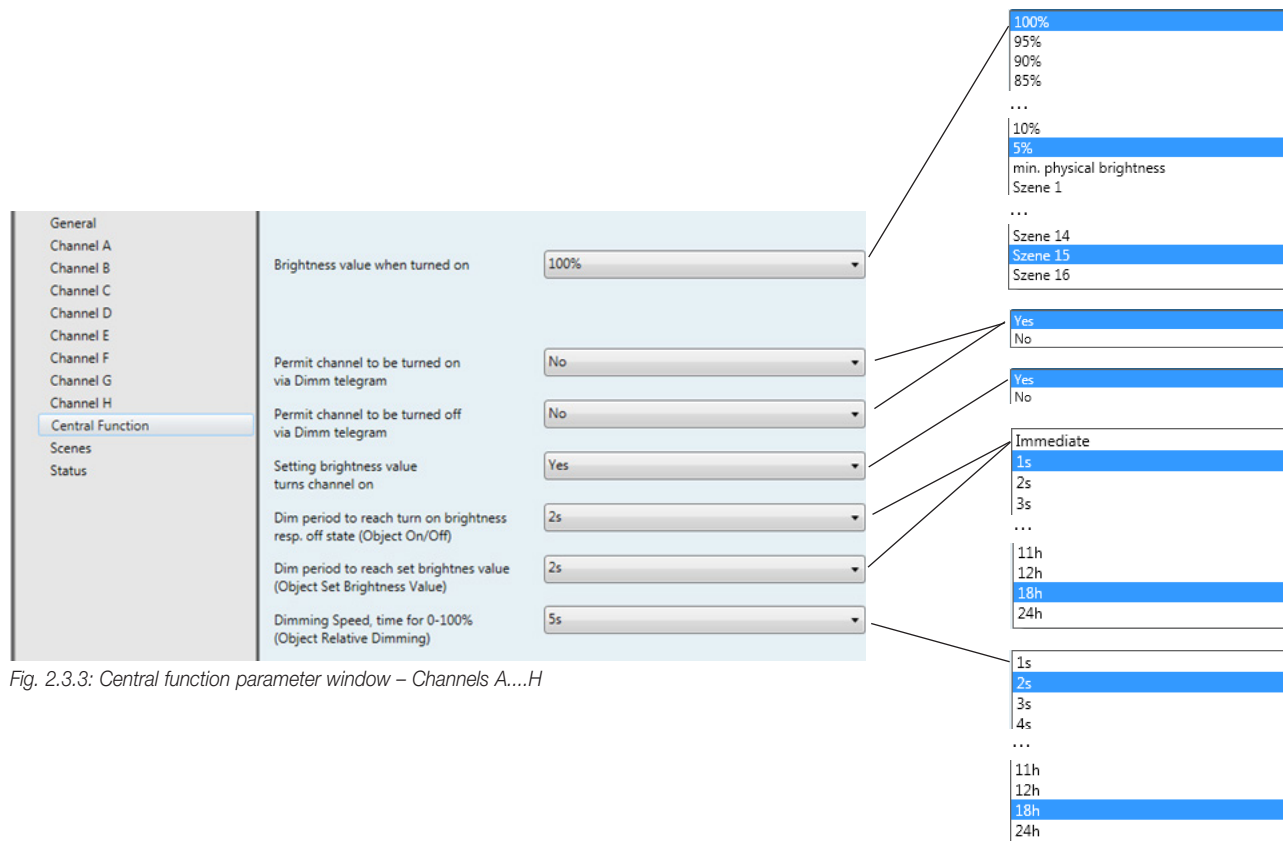 General
Channel A
Channel B
Channel C
Channel D
Channel E
Channel F
Channel G
Channel H
Central Function
Scenes
Status
Brightness value when turned on
100%
Permit channel to be turned on
via Dimm telegram
No
Permit channel to be turned off
via Dimm telegram
No
Setting brightness value
turns channel on
Yes
Dim period to reach turn on brightness
resp. off state (Object On/Off)
2s
Dim period to reach set brightnes value
(Object Set Brightness Value)
2s
Dimming Speed, time for 0-100%
(Object Relative Dimming)
5s
100%
95%
90%
85%
...
10%
5%
min. physical brightness
Szene 1
...
Szene 14
Szene 15
Szene 16
Yes
No
Yes
No
Immediate
1s
2s
3s
...
11h
12h
18h
24h
1s
2s
3s
4s
...
11h
12h
18h
24h
Fig. 2.3.3: Central function parameter window – Channels A....H